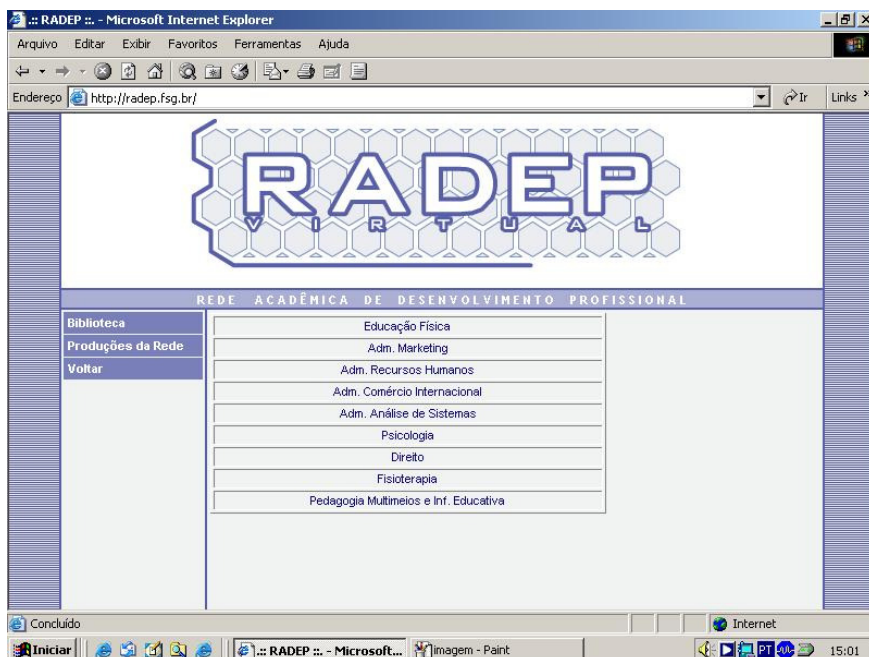 .:: RADEP ::. - Microsoft Internet Explorer
Arquivo Editar Exibir Favoritos Ferramentas Ajuda
Endereço http://radep.fsg.br/ Ir Links »
RADEP
VIRTUAL
REDE ACADÊMICA DE DESENVOLVIMENTO PROFISSIONAL
Biblioteca
Produções da Rede
Voltar
Educação Física
Adm. Marketing
Adm. Recursos Humanos
Adm. Comércio Internacional
Adm. Análise de Sistemas
Psicologia
Direito
Fisioterapia
Pedagogia Multimeios e Inf. Educativa
Concluído Internet
Iniciar .:: RADEP ::. - Microsoft... imagem - Paint PT 15:01